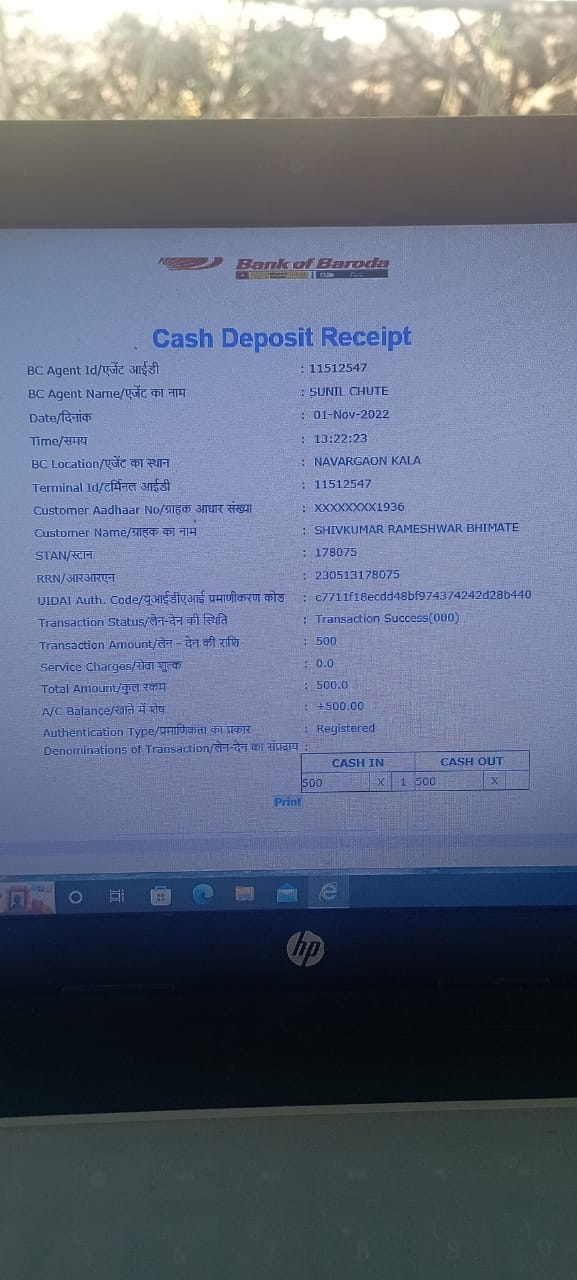 Bank of Baroda
Cash Deposit Receipt
BC Agent Id/एजेंट आईडी : 11512547
BC Agent Name/एजेंट का नाम : SUNIL CHUTE
Date/दिनांक : 01-Nov-2022
Time/समय : 13:22:23
BC Location/एजेंट का स्थान : NAVARGAON KALA
Terminal Id/टर्मिनल आईडी : 11512547
Customer Aadhaar No/ग्राहक आधार संख्या : XXXXXXXX1936
Customer Name/ग्राहक का नाम : SHIVKUMAR RAMESHWAR BHIMATE
STAN/स्टान : 178075
RRN/आरआरएन : 230513178075
UIDAI Auth. Code/यूआईडीएआई प्रमाणीकरण कोड : c7711f18ecdd48bf974374242d28b440
Transaction Status/लेन-देन की स्थिति : Transaction Success(000)
Transaction Amount/लेन - देन की राशि : 500
Service Charges/सेवा शुल्क : 0.0
Total Amount/कुल रकम : 500.0
A/C Balance/खाते में शेष : +500.00
Authentication Type/प्रमाणिकता का प्रकार : Registered
Denominations of Transaction/लेन-देन का संप्रदाय :
CASH IN CASH OUT
500 X 1 500 X
Print
hp